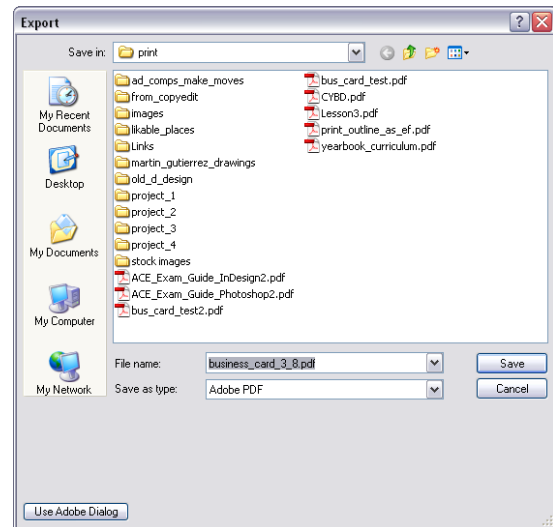 Export
Save in: print
My Recent
Documents
Desktop
My Documents
My Computer
My Network
ad_comps_make_moves
from_copyedit
images
likable_places
Links
martin_gutierrez_drawings
old_d_design
project_1
project_2
project_3
project_4
stock images
ACE_Exam_Guide_InDesign2.pdf
ACE_Exam_Guide_Photoshop2.pdf
bus_card_test2.pdf
bus_card_test.pdf
CYBD.pdf
Lesson3.pdf
print_outline_as_ef.pdf
yearbook_curriculum.pdf
File name: business_card_3_8.pdf Save
Save as type: Adobe PDF Cancel
Use Adobe Dialog